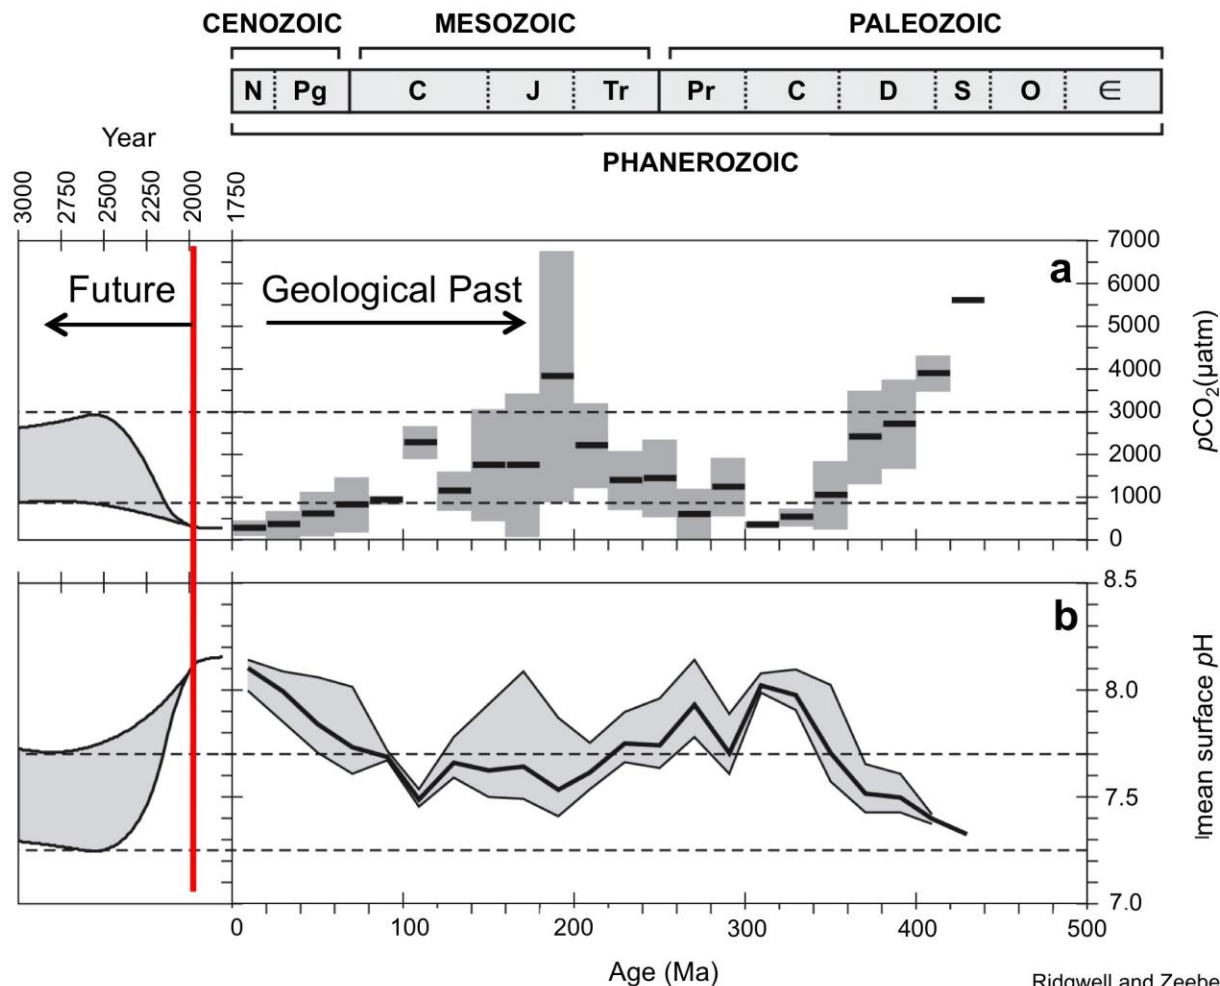 CENOZOIC MESOZOIC PALEOZOIC
N Pg C J Tr Pr C D S O ∈
PHANEROZOIC
Year
3000 2750 2500 2250 2000 1750
Future
Geological Past
a
7000
6000
5000
4000
3000
2000
1000
0
pCO2(µatm)
b
8.5
8.0
7.5
7.0
mean surface pH
0 100 200 300 400 500
Age (Ma)
Ridgwell and Zeebe